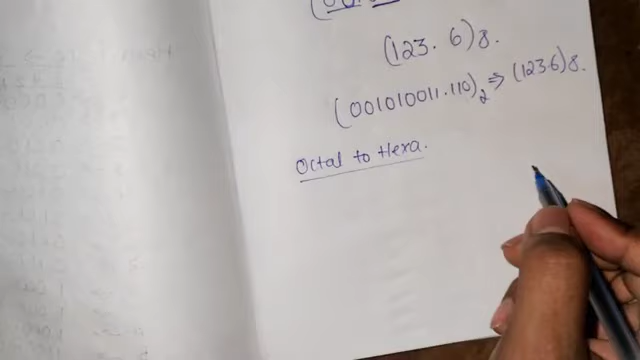 (123. 6)8.
(001010011.110)2 ⇒ (123.6)8.
Octal to Hexa.